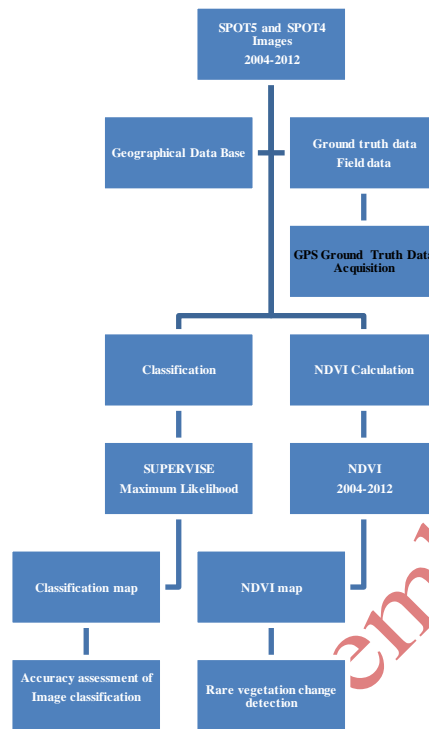 SPOT5 and SPOT4
Images
2004-2012
Geographical Data Base
Ground truth data
Field data
GPS Ground Truth Data
Acquisition
Classification
NDVI Calculation
SUPERVISE
Maximum Likelihood
NDVI
2004-2012
Classification map
NDVI map
Accuracy assessment of
Image classification
Rare vegetation change
detection